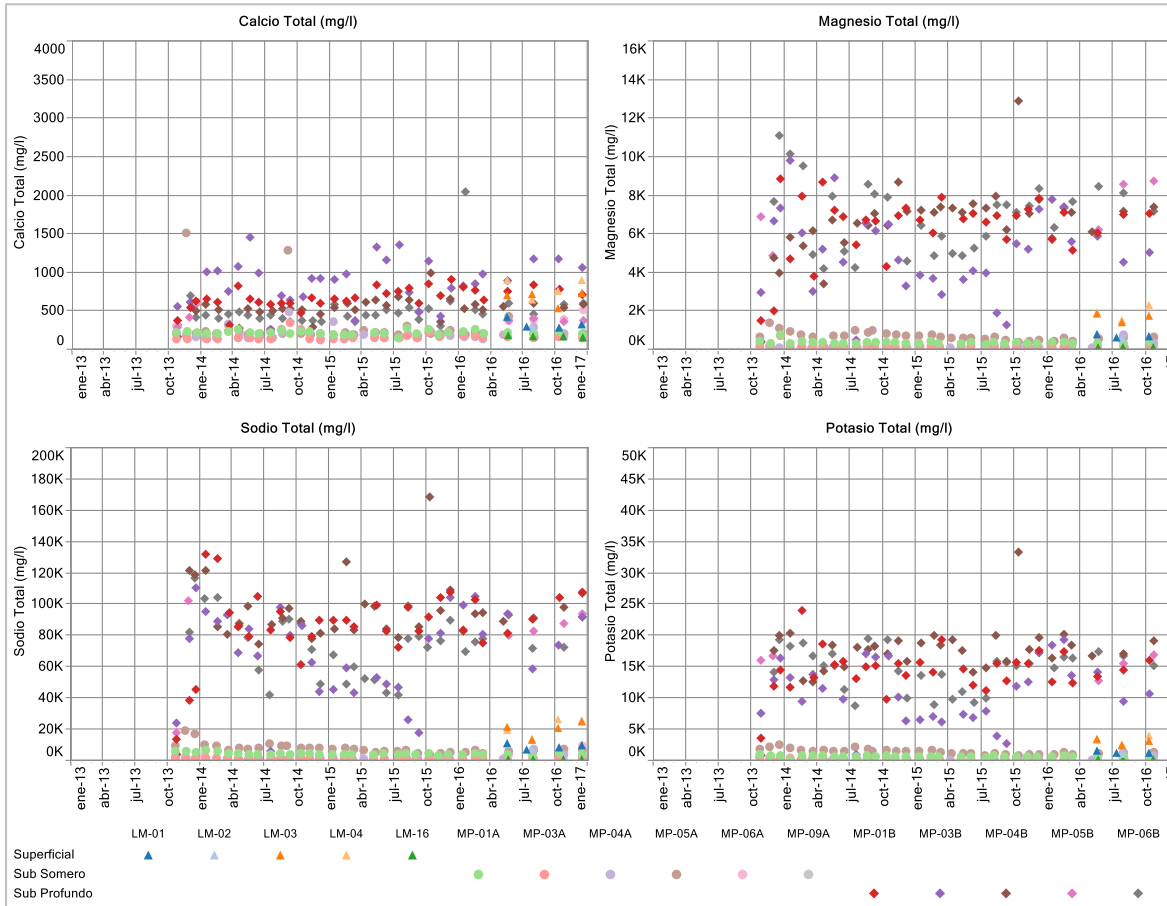 Calcio Total (mg/l)
Magnesio Total (mg/l)
Calcio Total (mg/l)
4000
3500
3000
2500
2000
1500
1000
500
0
ene-13
abr-13
jul-13
oct-13
ene-14
abr-14
jul-14
oct-14
ene-15
abr-15
jul-15
oct-15
ene-16
abr-16
jul-16
oct-16
ene-17
Magnesio Total (mg/l)
16K
14K
12K
10K
8K
6K
4K
2K
0K
ene-13
abr-13
jul-13
oct-13
ene-14
abr-14
jul-14
oct-14
ene-15
abr-15
jul-15
oct-15
ene-16
abr-16
jul-16
oct-16
Sodio Total (mg/l)
Potasio Total (mg/l)
Sodio Total (mg/l)
200K
180K
160K
140K
120K
100K
80K
60K
40K
20K
0K
ene-13
abr-13
jul-13
oct-13
ene-14
abr-14
jul-14
oct-14
ene-15
abr-15
jul-15
oct-15
ene-16
abr-16
jul-16
oct-16
ene-17
Potasio Total (mg/l)
50K
45K
40K
35K
30K
25K
20K
15K
10K
5K
0K
ene-13
abr-13
jul-13
oct-13
ene-14
abr-14
jul-14
oct-14
ene-15
abr-15
jul-15
oct-15
ene-16
abr-16
jul-16
oct-16
LM-01 LM-02 LM-03 LM-04 LM-16 MP-01A MP-03A MP-04A MP-05A MP-06A MP-09A MP-01B MP-03B MP-04B MP-05B MP-06B
Superficial
Sub Somero
Sub Profundo